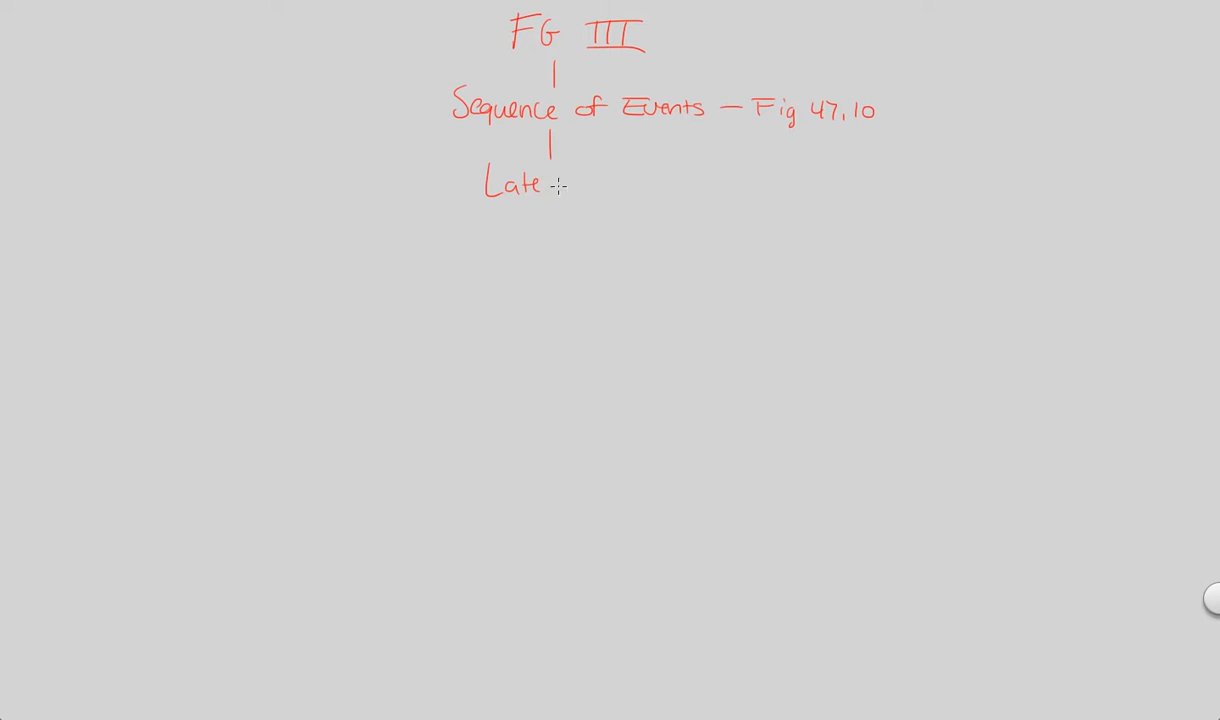 FG III
Sequence of Events – Fig 47.10
Late